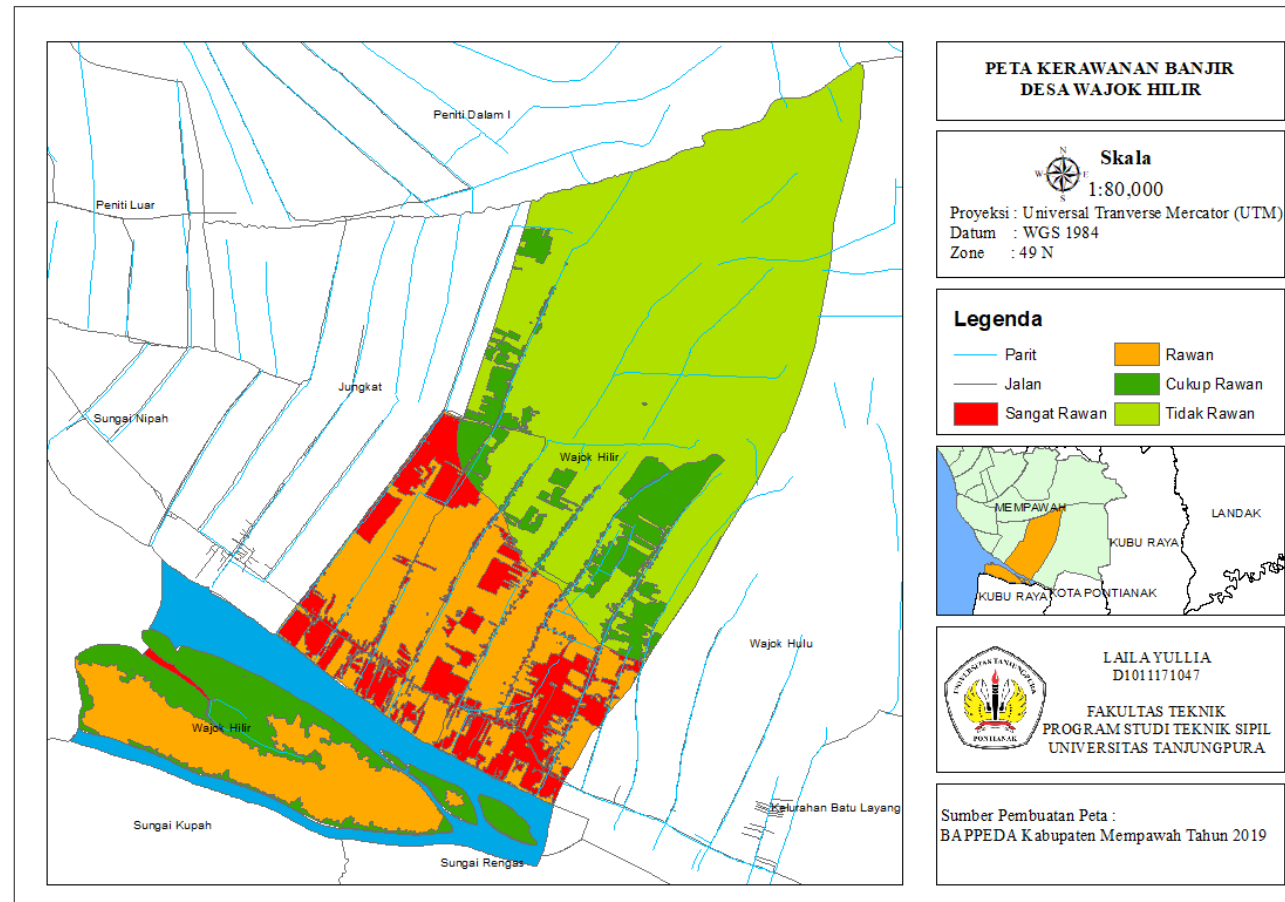 PETA KERAWANAN BANJIR
DESA WAJOK HILIR
N
W
E
S
Skala
1:80,000
Proyeksi : Universal Tranverse Mercator (UTM)
Datum : WGS 1984
Zone : 49 N
Legenda
Parit
Jalan
Sangat Rawan
Rawan
Cukup Rawan
Tidak Rawan
MEMPAWAH
LANDAK
KUBU RAYA
KUBU RAYA
KOTA PONTIANAK
UNIVERSITAS TANJUNGPURA
PONTIANAK
LAILA YULLIA
D1011171047
FAKULTAS TEKNIK
PROGRAM STUDI TEKNIK SIPIL
UNIVERSITAS TANJUNGPURA
Sumber Pembuatan Peta :
BAPPEDA Kabupaten Mempawah Tahun 2019
Peniti Dalam I
Peniti Luar
Jungkat
Sungai Nipah
Wajok Hilir
Wajok Hulu
Wajok Hilir
Kelurahan Batu Layang
Sungai Kupah
Sungai Rengas